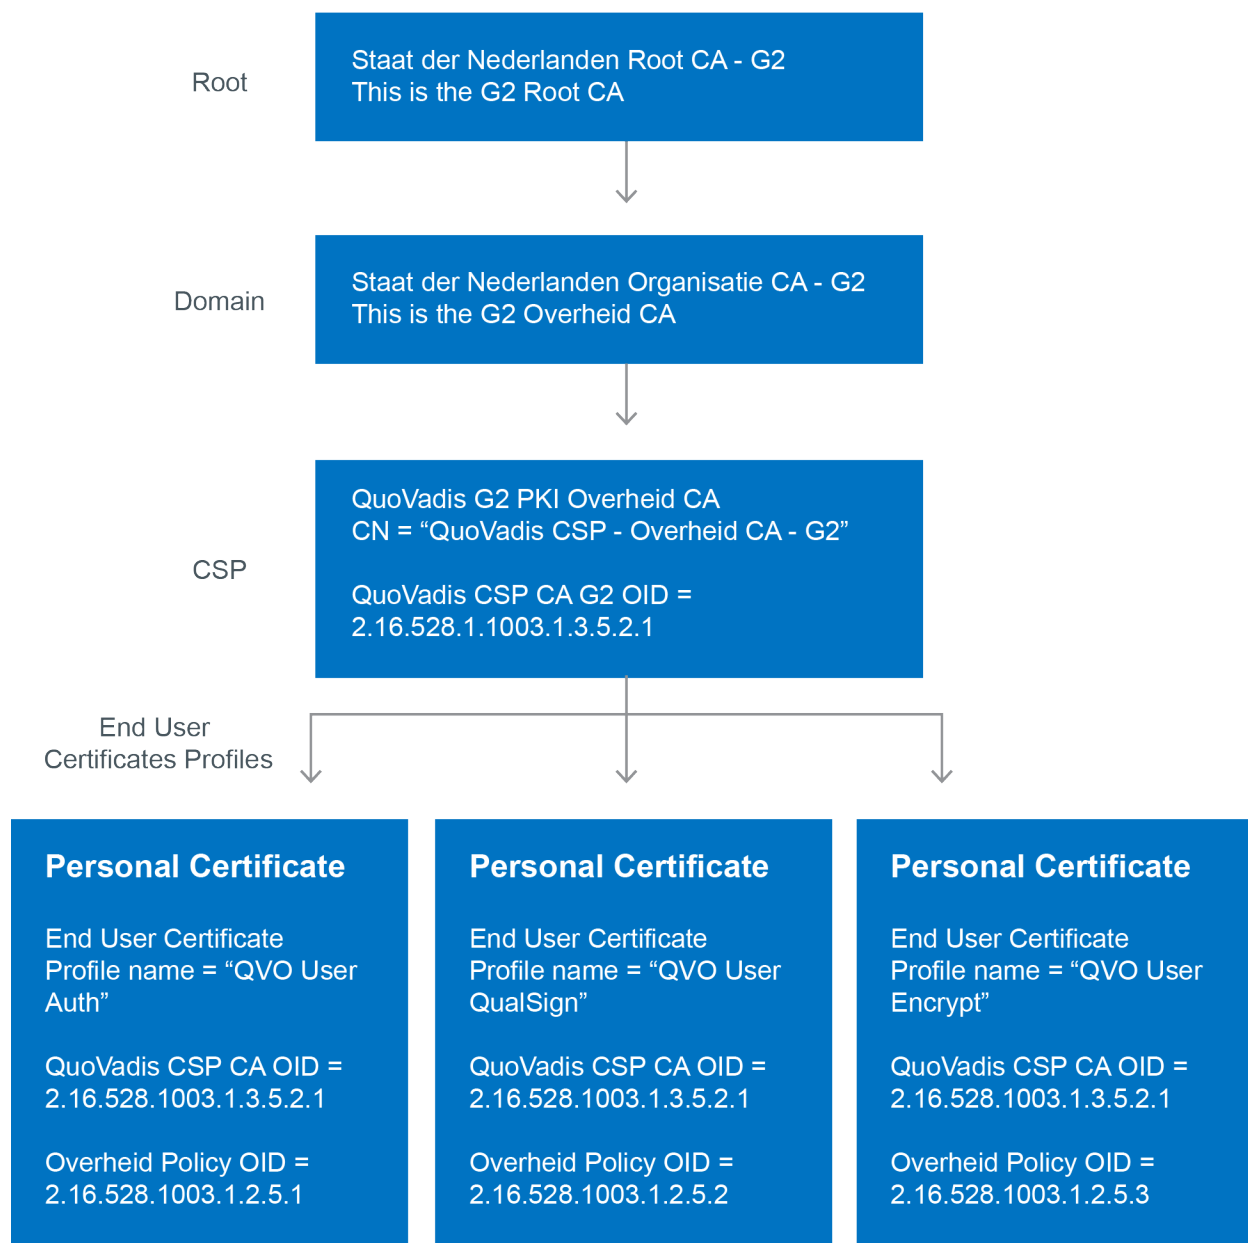 Root
Staat der Nederlanden Root CA - G2
This is the G2 Root CA
Domain
Staat der Nederlanden Organisatie CA - G2
This is the G2 Overheid CA
CSP
QuoVadis G2 PKI Overheid CA
CN = “QuoVadis CSP - Overheid CA - G2”
QuoVadis CSP CA G2 OID =
2.16.528.1.1003.1.3.5.2.1
End User
Certificates Profiles
Personal Certificate
End User Certificate
Profile name = “QVO User
Auth”
QuoVadis CSP CA OID =
2.16.528.1003.1.3.5.2.1
Overheid Policy OID =
2.16.528.1003.1.2.5.1
Personal Certificate
End User Certificate
Profile name = “QVO User
QualSign”
QuoVadis CSP CA OID =
2.16.528.1003.1.3.5.2.1
Overheid Policy OID =
2.16.528.1003.1.2.5.2
Personal Certificate
End User Certificate
Profile name = “QVO User
Encrypt”
QuoVadis CSP CA OID =
2.16.528.1003.1.3.5.2.1
Overheid Policy OID =
2.16.528.1003.1.2.5.3